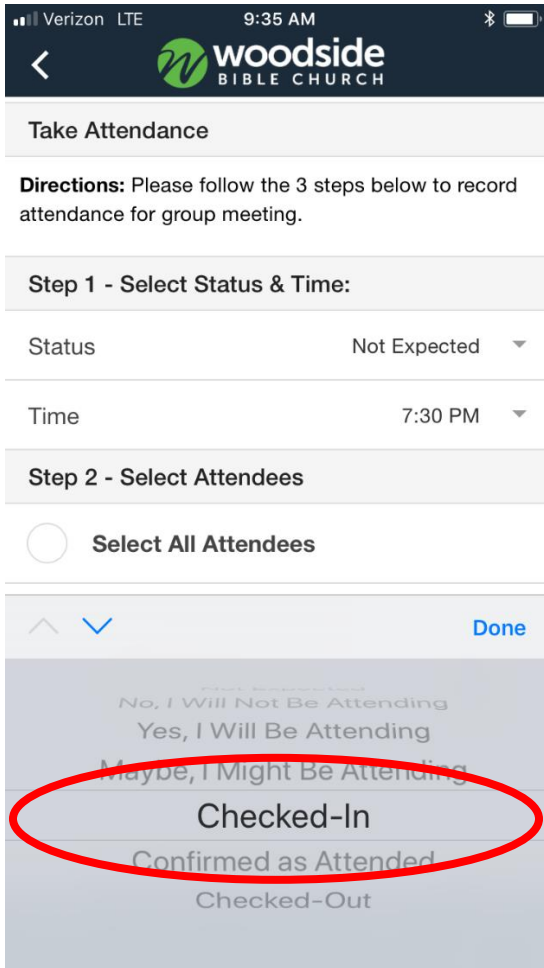 Verizon LTE 9:35 AM
woodside
BIBLE CHURCH
Take Attendance
Directions: Please follow the 3 steps below to record
attendance for group meeting.
Step 1 - Select Status & Time:
Status Not Expected
Time 7:30 PM
Step 2 - Select Attendees
Select All Attendees
Done
Not Expected
No, I Will Not Be Attending
Yes, I Will Be Attending
Maybe, I Might Be Attending
Checked-In
Confirmed as Attended
Checked-Out